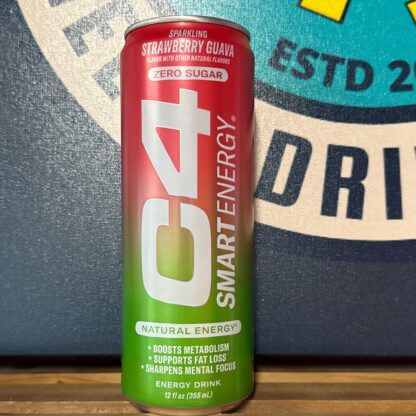 SPARKLING
STRAWBERRY GUAVA
FLAVOR WITH OTHER NATURAL FLAVORS
ZERO SUGAR
C4
SMART ENERGY®
NATURAL ENERGY†
+ BOOSTS METABOLISM
+ SUPPORTS FAT LOSS
+ SHARPENS MENTAL FOCUS
ENERGY DRINK
12 fl oz (355 mL)
ESTD 20
DRI